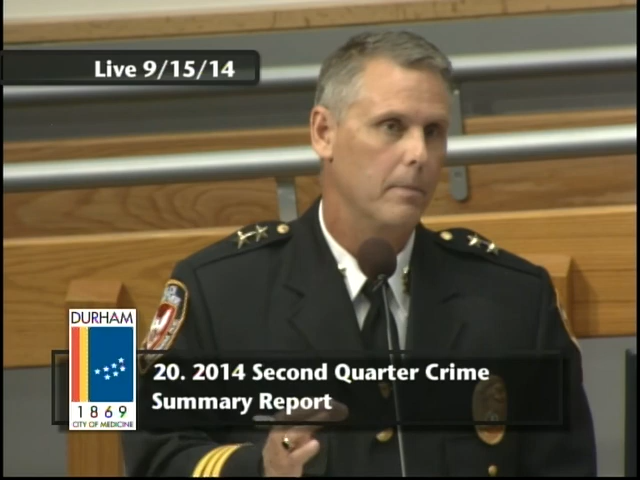 Live 9/15/14
DURHAM
1869
CITY OF MEDICINE
20. 2014 Second Quarter Crime
Summary Report